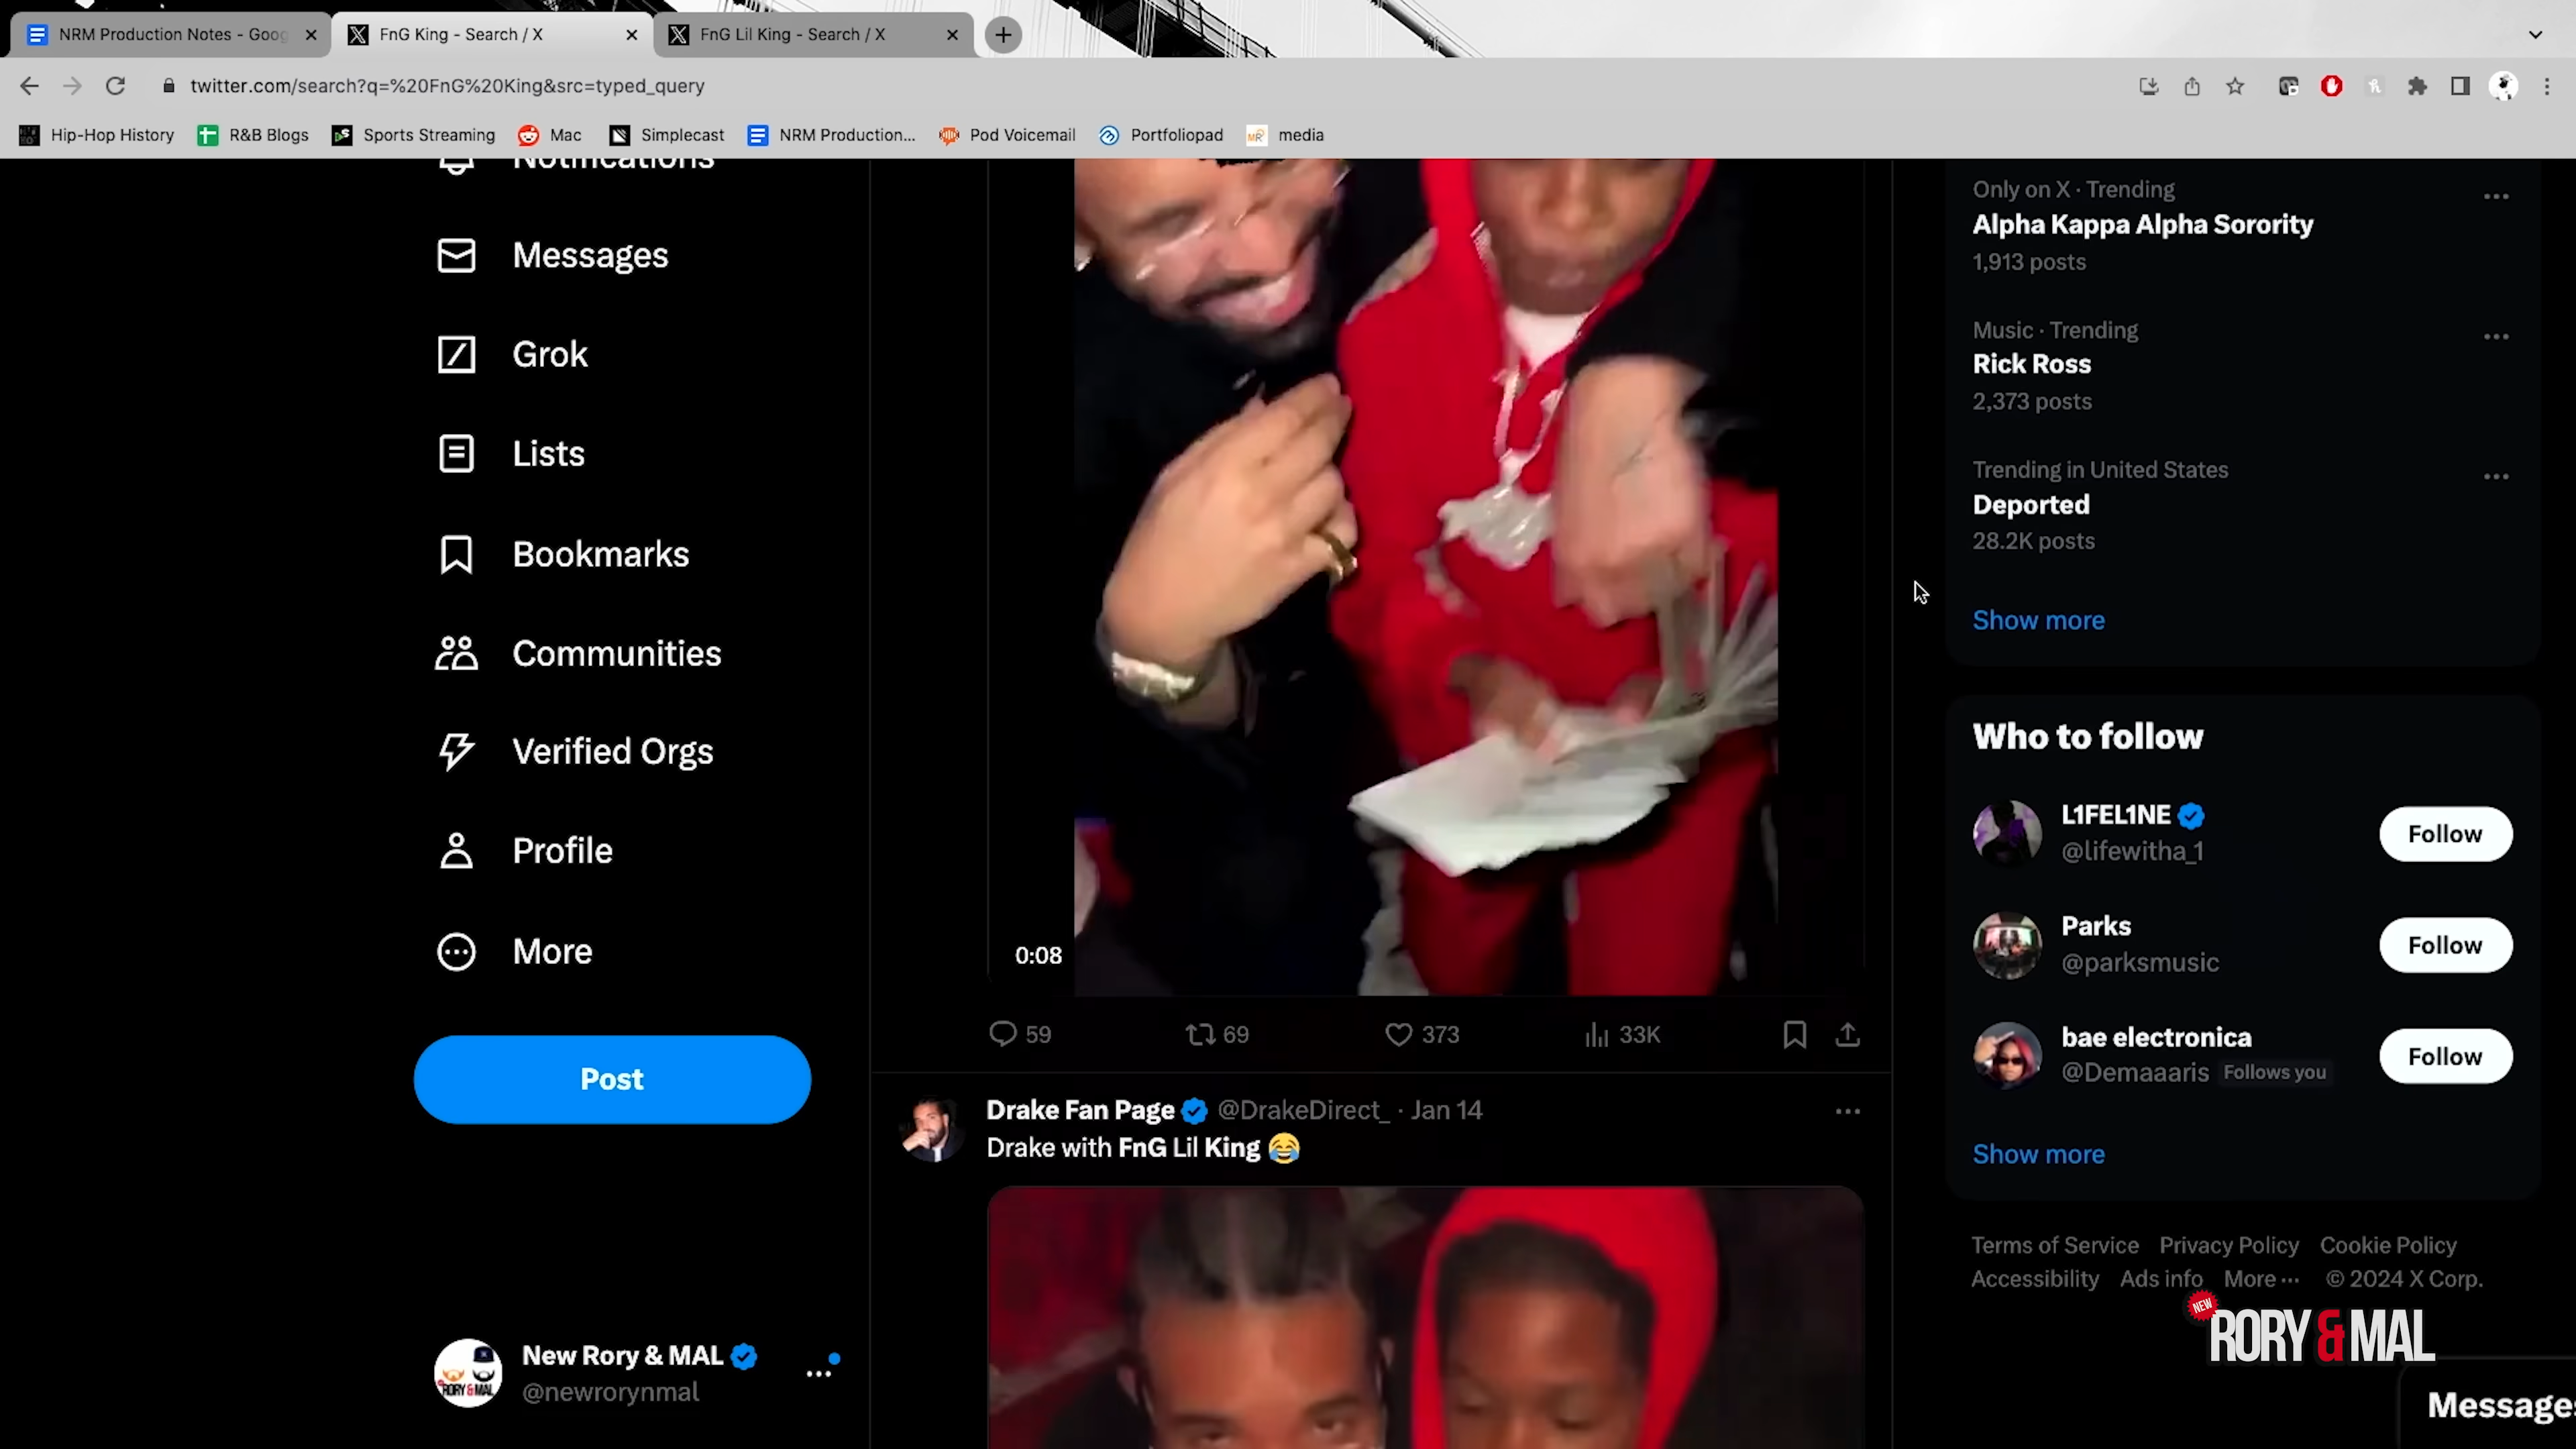 NRM Production Notes - Goog
FnG King - Search / X
FnG Lil King - Search / X
twitter.com/search?q=%20FnG%20King&src=typed_query
Hip-Hop History
R&B Blogs
Sports Streaming
Mac
Simplecast
NRM Production...
Pod Voicemail
Portfoliopad
media
Notifications
Messages
Grok
Lists
Bookmarks
Communities
Verified Orgs
Profile
More
Post
New Rory & MAL
@newrorynmal
0:08
59 69 373 33K
Drake Fan Page @DrakeDirect_ · Jan 14
Drake with FnG Lil King 😂
Only on X · Trending
Alpha Kappa Alpha Sorority
1,913 posts
Music · Trending
Rick Ross
2,373 posts
Trending in United States
Deported
28.2K posts
Show more
Who to follow
L1FEL1NE
@lifewitha_1
Follow
Parks
@parksmusic
Follow
bae electronica
@Demaaaris Follows you
Follow
Show more
Terms of Service Privacy Policy Cookie Policy
Accessibility Ads info More ··· © 2024 X Corp.
NEW
RORY & MAL
Messages